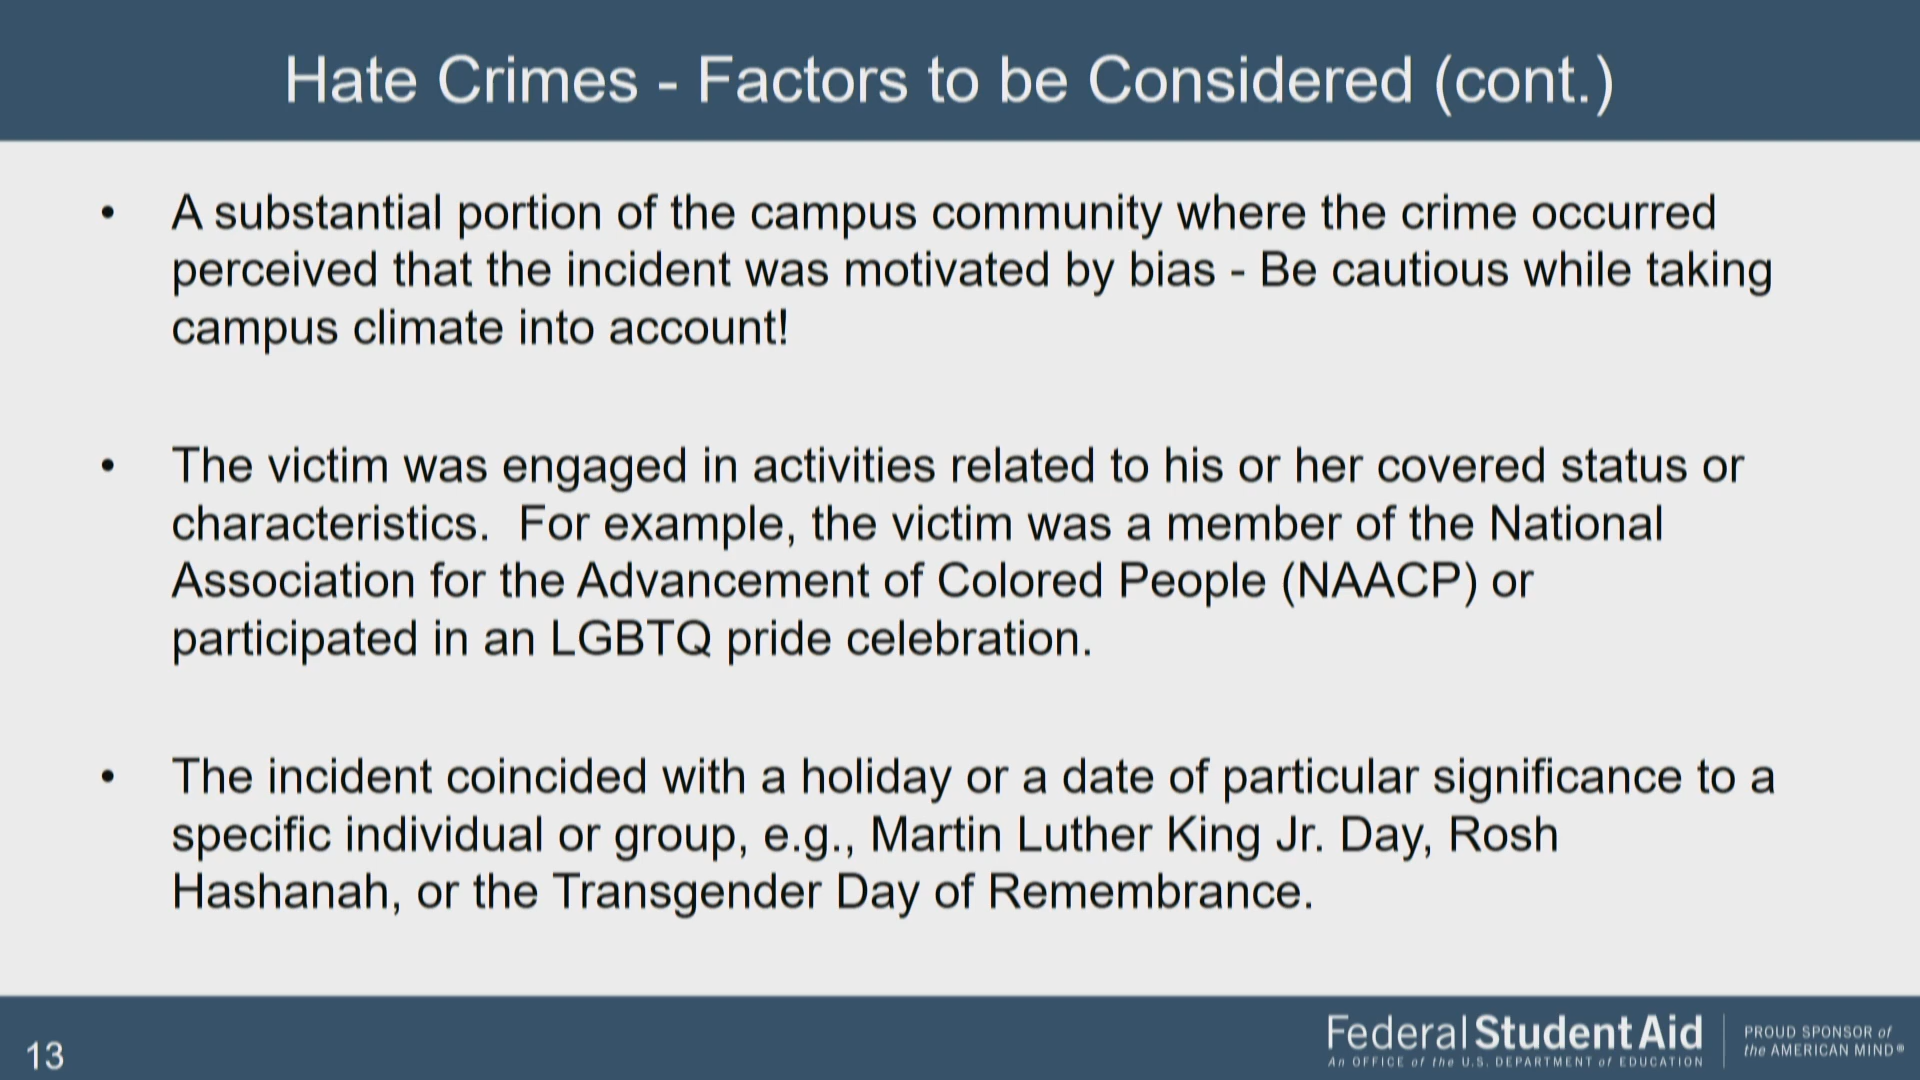 Hate Crimes - Factors to be Considered (cont.)
• A substantial portion of the campus community where the crime occurred
perceived that the incident was motivated by bias - Be cautious while taking
campus climate into account!
• The victim was engaged in activities related to his or her covered status or
characteristics.  For example, the victim was a member of the National
Association for the Advancement of Colored People (NAACP) or
participated in an LGBTQ pride celebration.
• The incident coincided with a holiday or a date of particular significance to a
specific individual or group, e.g., Martin Luther King Jr. Day, Rosh
Hashanah, or the Transgender Day of Remembrance.
13
Federal Student Aid
An OFFICE of the U.S. DEPARTMENT of EDUCATION
PROUD SPONSOR of
the AMERICAN MIND®